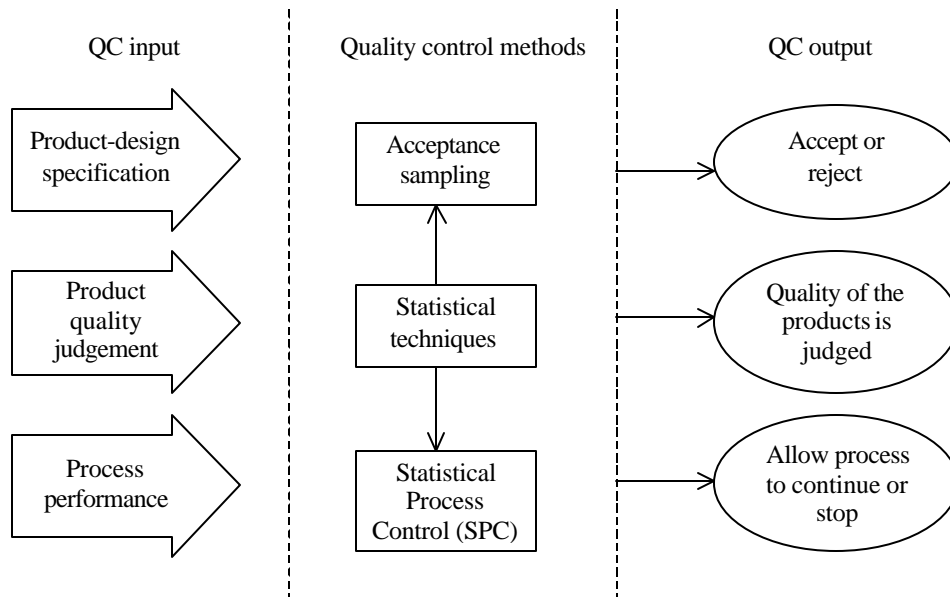 QC input
Quality control methods
QC output
Product-design
specification
Acceptance
sampling
Accept or
reject
Product
quality
judgement
Statistical
techniques
Quality of the
products is
judged
Process
performance
Statistical
Process
Control (SPC)
Allow process
to continue or
stop